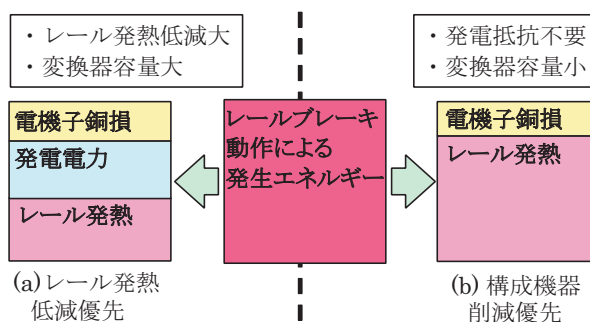 ・レール発熱低減大
・変換器容量大
・発電抵抗不要
・変換器容量小
電機子銅損
発電電力
レール発熱
レールブレーキ
動作による
発生エネルギー
電機子銅損
レール発熱
(a)レール発熱
低減優先
(b) 構成機器
削減優先